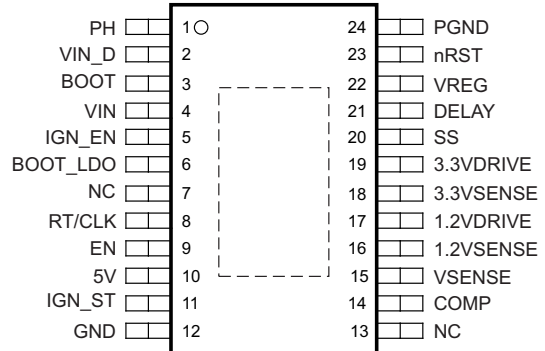 PH 1 24 PGND
VIN_D 2 23 nRST
BOOT 3 22 VREG
VIN 4 21 DELAY
IGN_EN 5 20 SS
BOOT_LDO 6 19 3.3VDRIVE
NC 7 18 3.3VSENSE
RT/CLK 8 17 1.2VDRIVE
EN 9 16 1.2VSENSE
5V 10 15 VSENSE
IGN_ST 11 14 COMP
GND 12 13 NC